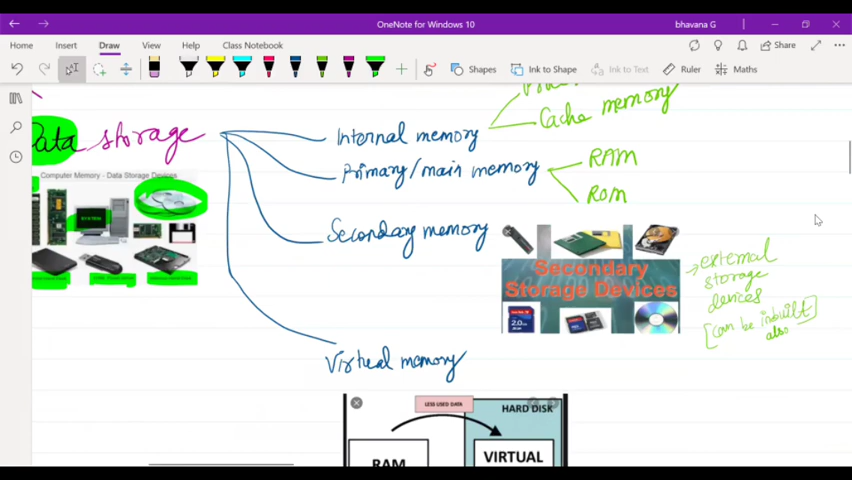 OneNote for Windows 10
bhavana G
Home Insert Draw View Help Class Notebook
Share
Shapes
Ink to Shape
Ink to Text
Ruler
Maths
Cache memory
Data storage
Internal memory
Primary/main memory
RAM
ROM
Computer Memory - Data Storage Devices
SYSTEM
Secondary memory
Secondary
Storage Devices
2.0
external
storage
devices
[can be inbuilt
also]
Virtual memory
LESS USED DATA
HARD DISK
RAM
VIRTUAL